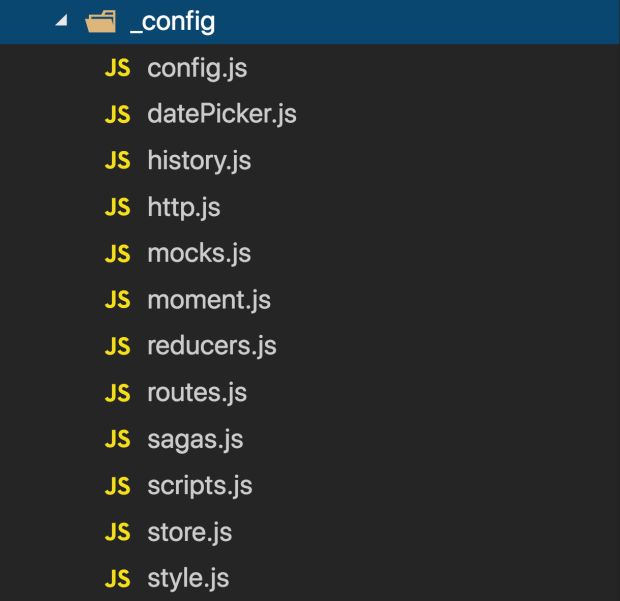 _config
JS config.js
JS datePicker.js
JS history.js
JS http.js
JS mocks.js
JS moment.js
JS reducers.js
JS routes.js
JS sagas.js
JS scripts.js
JS store.js
JS style.js